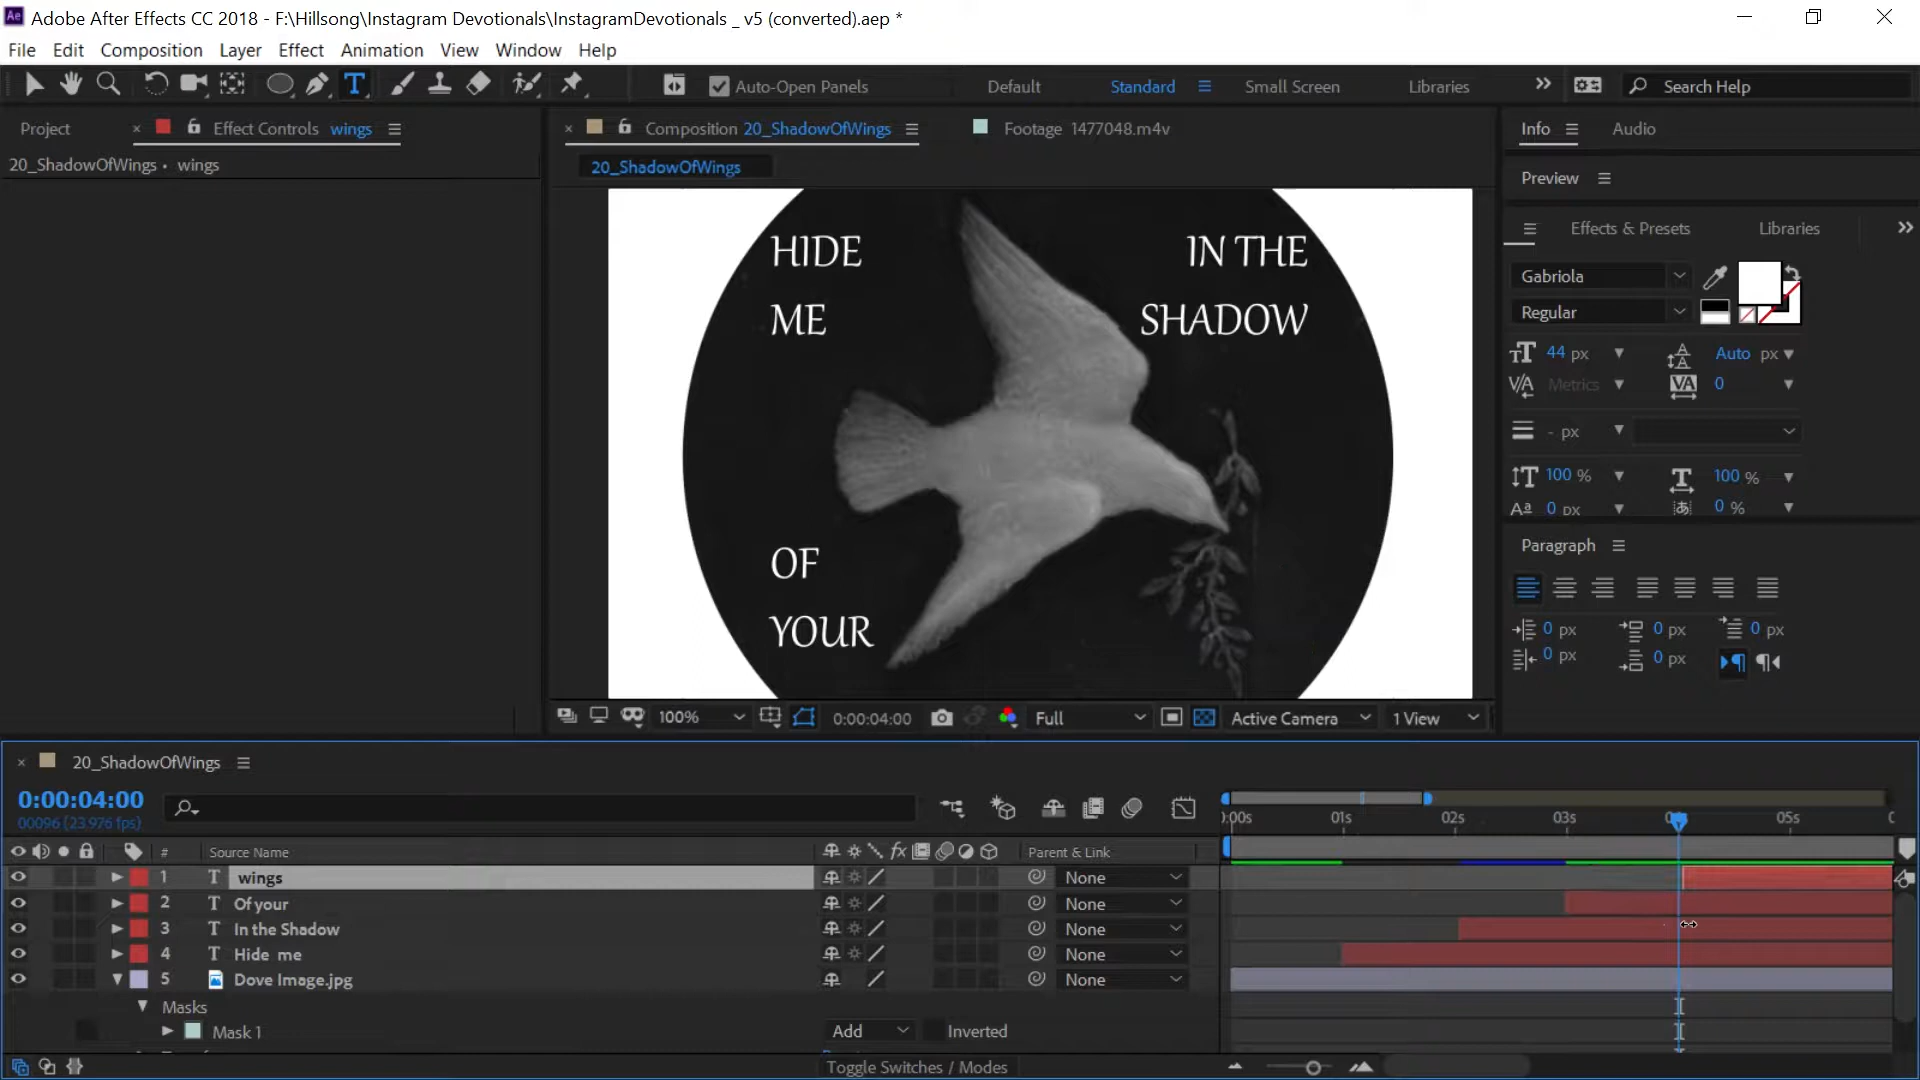 Adobe After Effects CC 2018 - F:\Hillsong\Instagram Devotionals\InstagramDevotionals _ v5 (converted).aep *
File Edit Composition Layer Effect Animation View Window Help
Auto-Open Panels Default Standard Small Screen Libraries Search Help
Project Effect Controls wings
20_ShadowOfWings • wings
Composition 20_ShadowOfWings Footage 1477048.m4v
20_ShadowOfWings
HIDE
ME
IN THE
SHADOW
OF
YOUR
100% 0:00:04:00 Full Active Camera 1 View
Info Audio
Preview
Effects & Presets Libraries
Gabriola
Regular
44 px Auto px
Metrics 0
- px
100 % 100 %
0 px 0 %
Paragraph
0 px 0 px 0 px
0 px 0 px
20_ShadowOfWings
0:00:04:00
00096 (23.976 fps)
# Source Name Parent & Link
1 T wings None
2 T Of your None
3 T In the Shadow None
4 T Hide me None
5 Dove Image.jpg None
Masks
Mask 1 Add Inverted
Toggle Switches / Modes
):00s 01s 02s 03s 05s